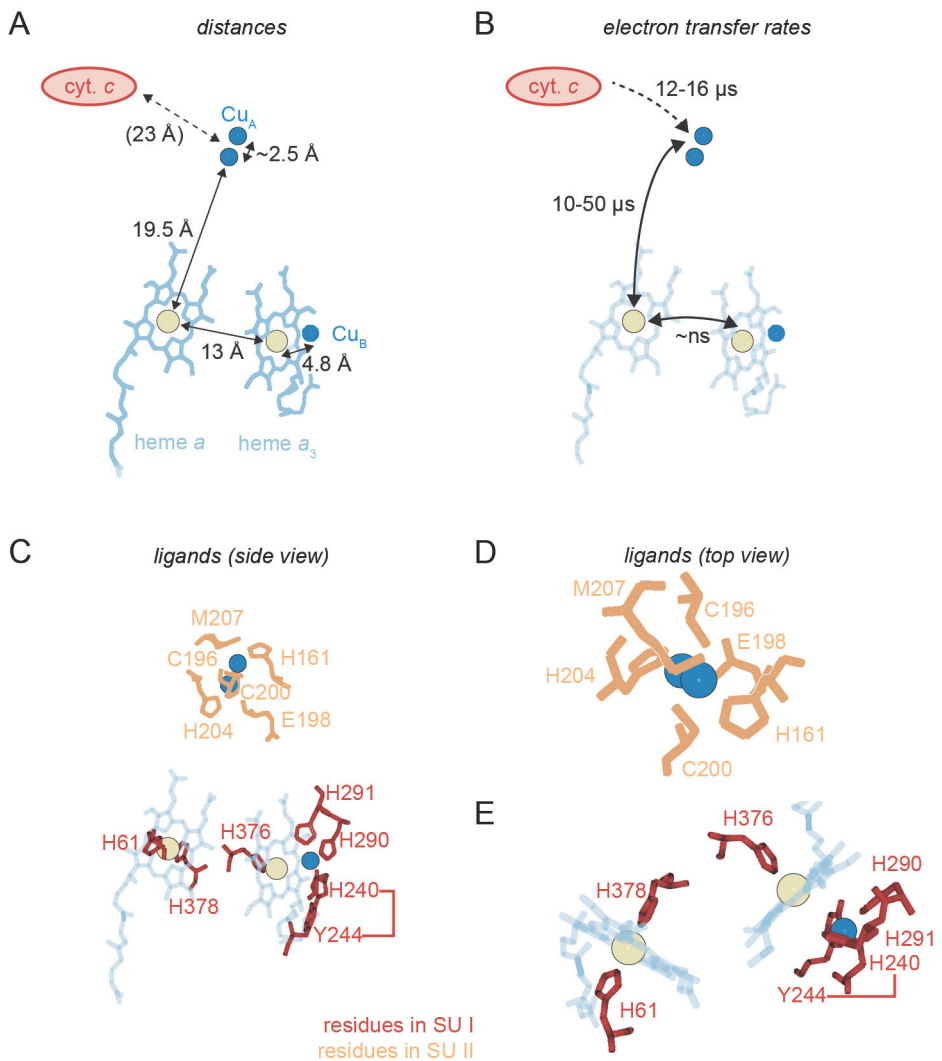 A
distances
cyt. c
(23 Å)
CuA
~2.5 Å
19.5 Å
13 Å
CuB
4.8 Å
heme a
heme a3
B
electron transfer rates
cyt. c
12-16 µs
10-50 µs
~ns
C
ligands (side view)
M207
C196
H161
C200
H204
E198
H291
H61
H376
H290
H378
H240
Y244
D
ligands (top view)
M207
C196
E198
H204
H161
C200
E
H376
H290
H378
H291
H240
Y244
H61
residues in SU I
residues in SU II